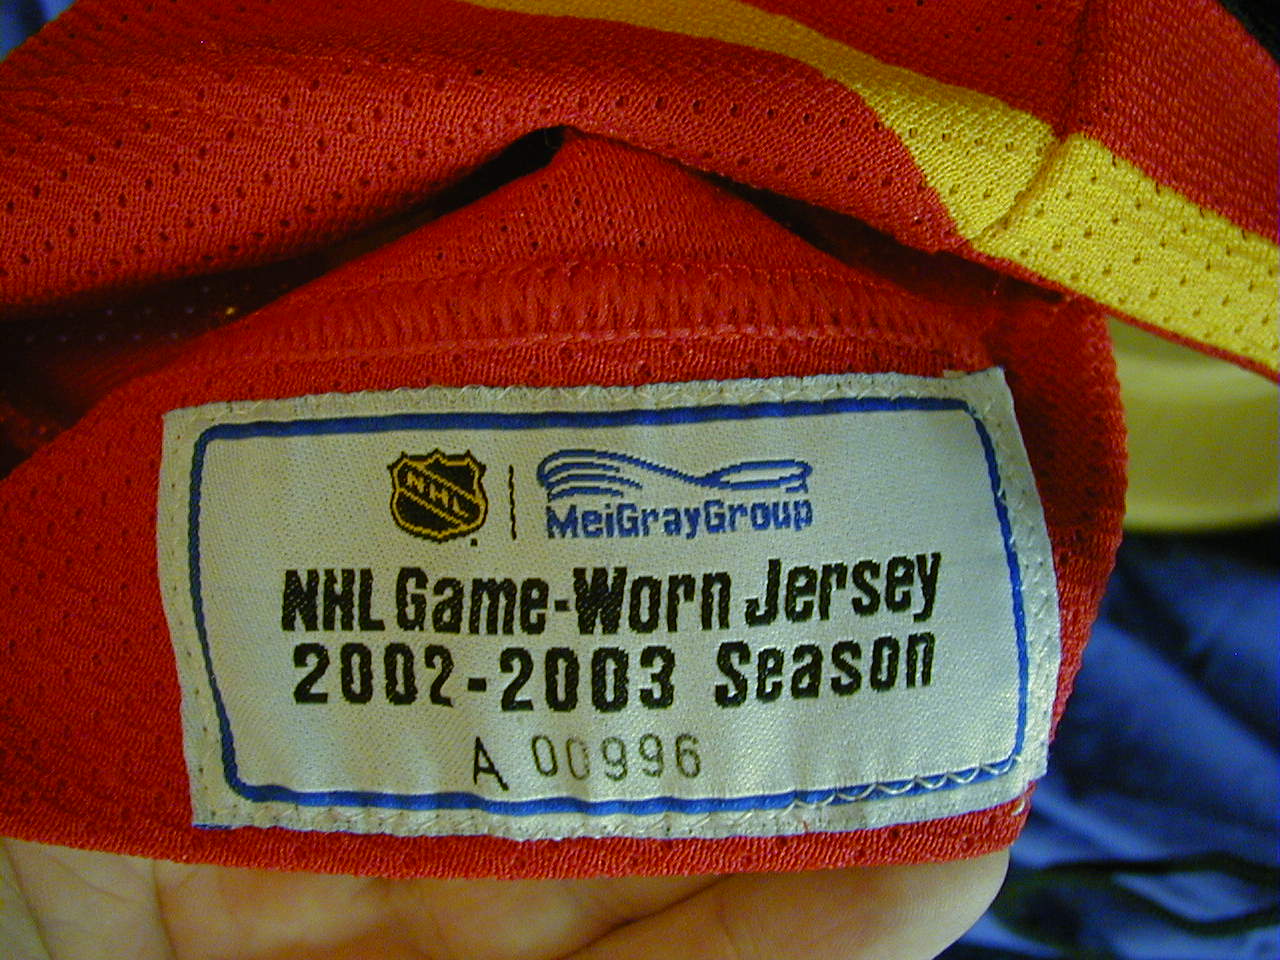 NHL
MeiGrayGroup
NHL Game-Worn Jersey
2002-2003 Season
A 00996